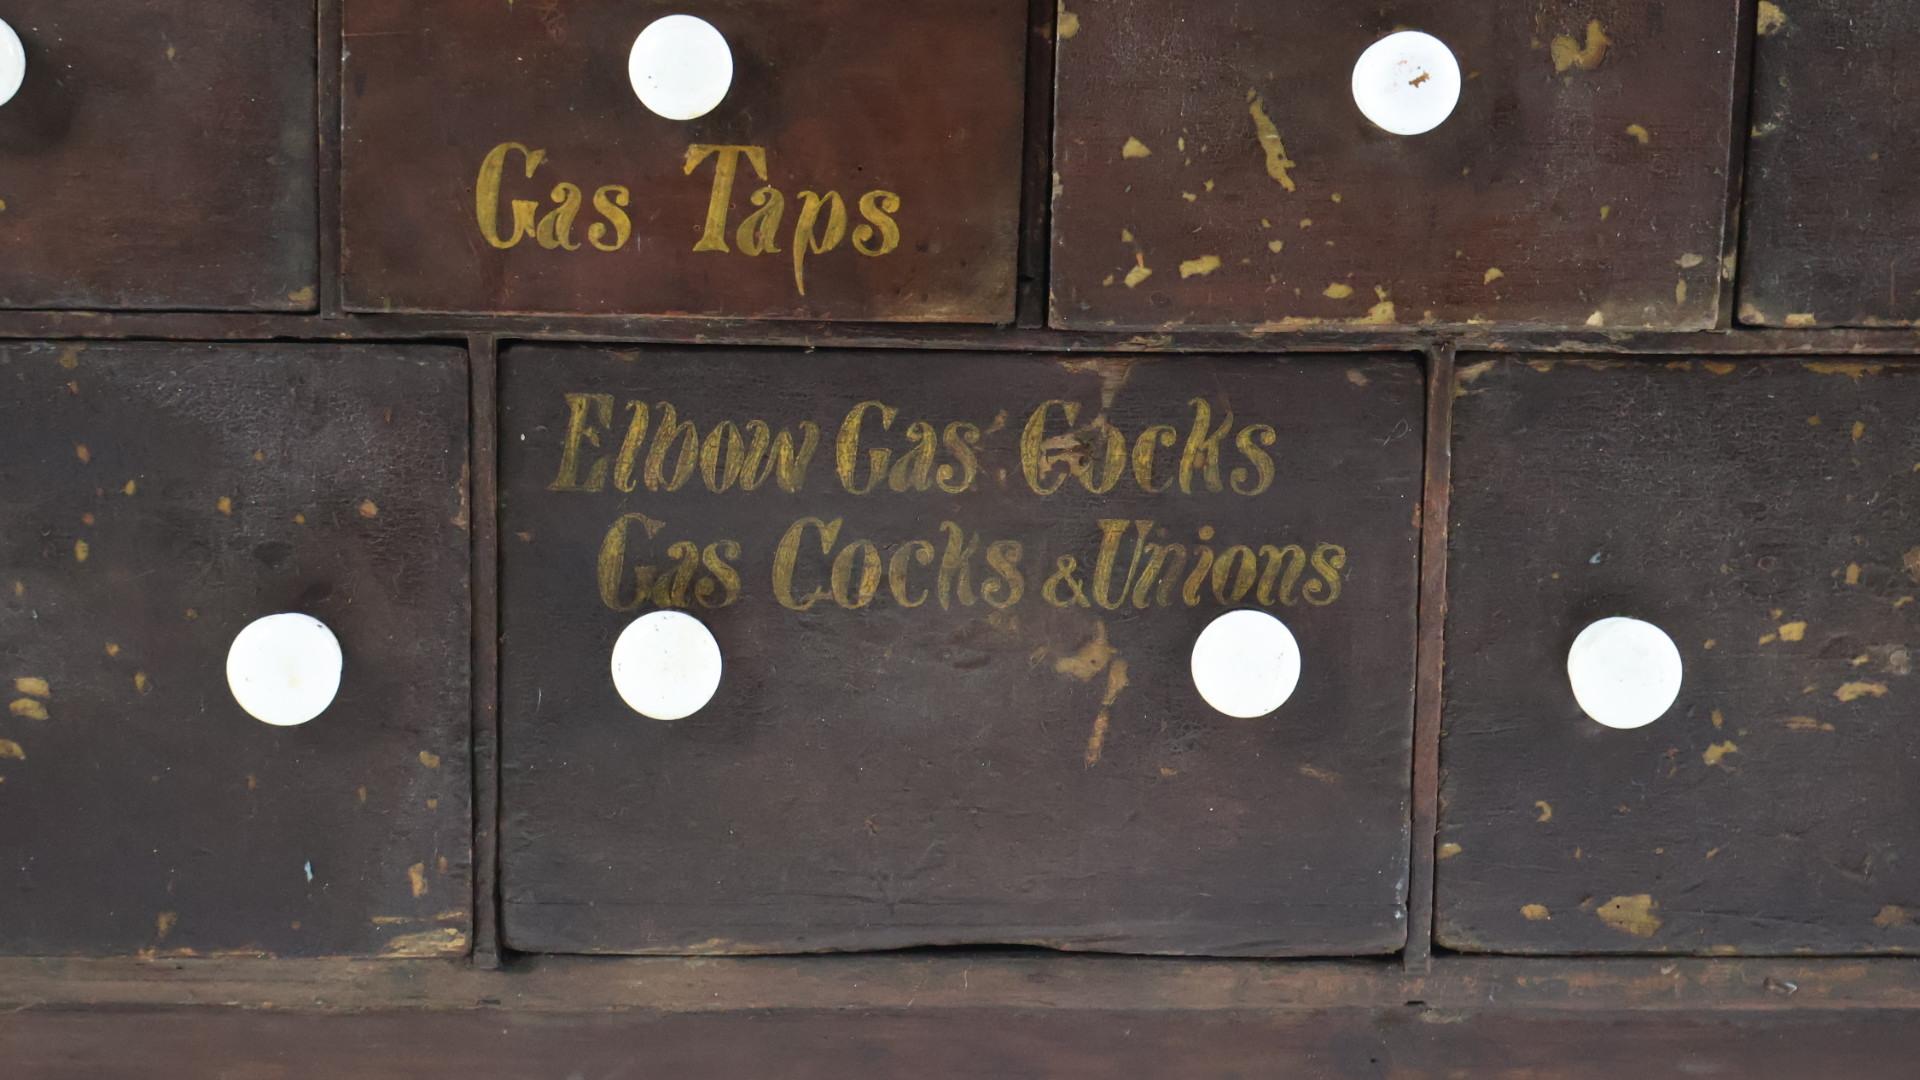 Gas Taps
Elbow Gas Cocks
Gas Cocks & Unions